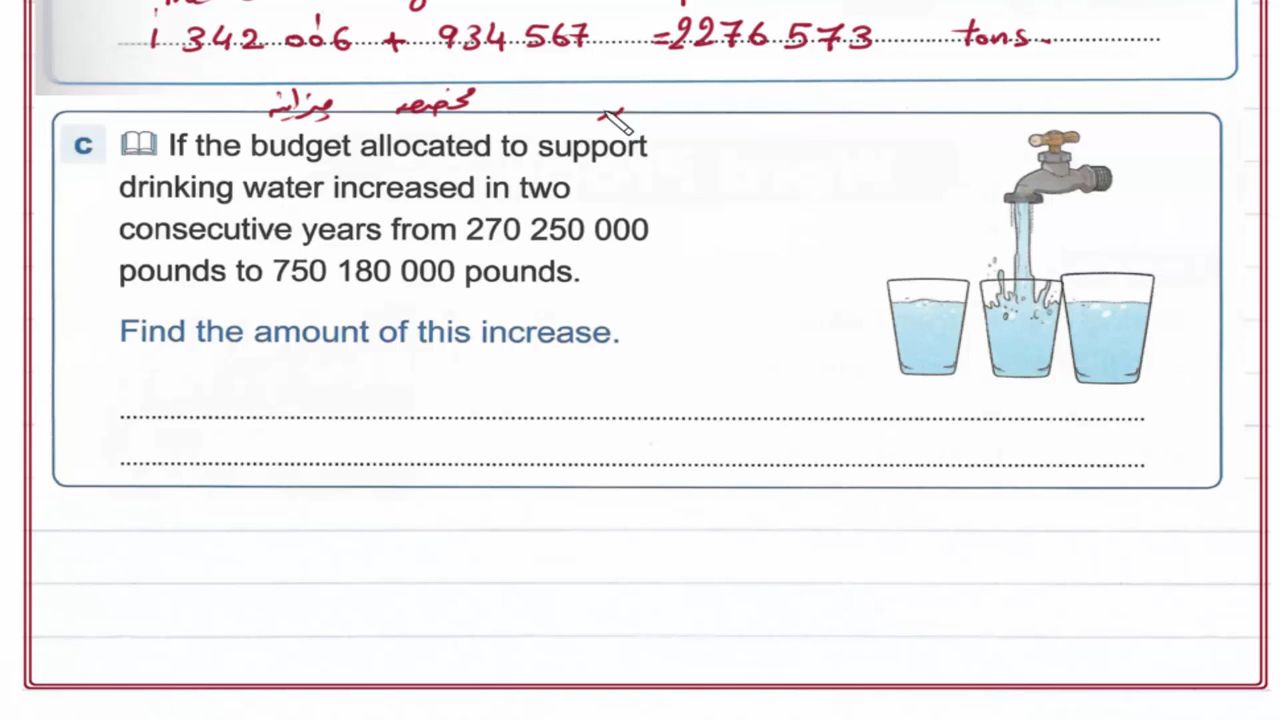 1 342 006 + 934 567 = 2276 573 tons.
ميزانية مخصصة
C If the budget allocated to support
drinking water increased in two
consecutive years from 270 250 000
pounds to 750 180 000 pounds.
Find the amount of this increase.